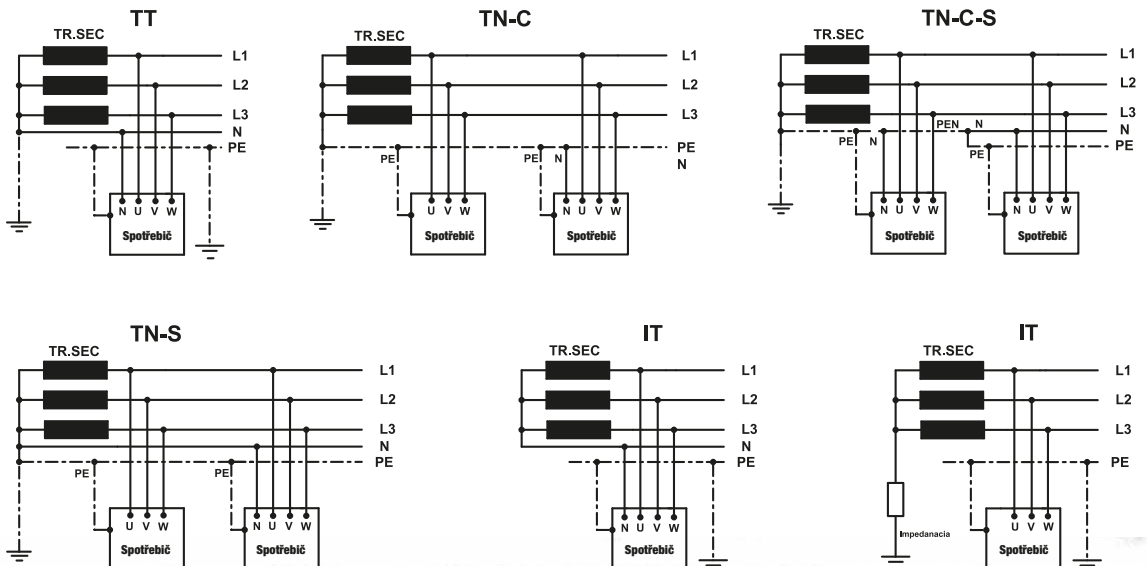 TT
TR.SEC
L1
L2
L3
N
PE
N U V W
Spotřebič
TN-C
TR.SEC
L1
L2
L3
PE
N
PE
PE N
U V W
N U V W
Spotřebič
Spotřebič
TN-C-S
TR.SEC
L1
L2
L3
PEN N
N
PE
PE N
PE
N U V W
N U V W
Spotřebič
Spotřebič
TN-S
TR.SEC
L1
L2
L3
N
PE
PE
PE
U V W
N U V W
Spotřebič
Spotřebič
IT
TR.SEC
L1
L2
L3
N
PE
N U V W
Spotřebič
IT
TR.SEC
L1
L2
L3
PE
U V W
Impedanacia
Spotřebič